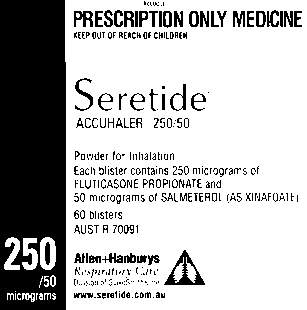 PRESCRIPTION ONLY MEDICINE
KEEP OUT OF REACH OF CHILDREN
Seretide
ACCUHALER 250/50
Powder for Inhalation
Each blister contains 250 micrograms of
FLUTICASONE PROPIONATE and
50 micrograms of SALMETEROL (AS XINAFOATE)
60 blisters
AUST R 70091
250
/50
micrograms
Allen+Hanburys
Respiratory Care
www.seretide.com.au